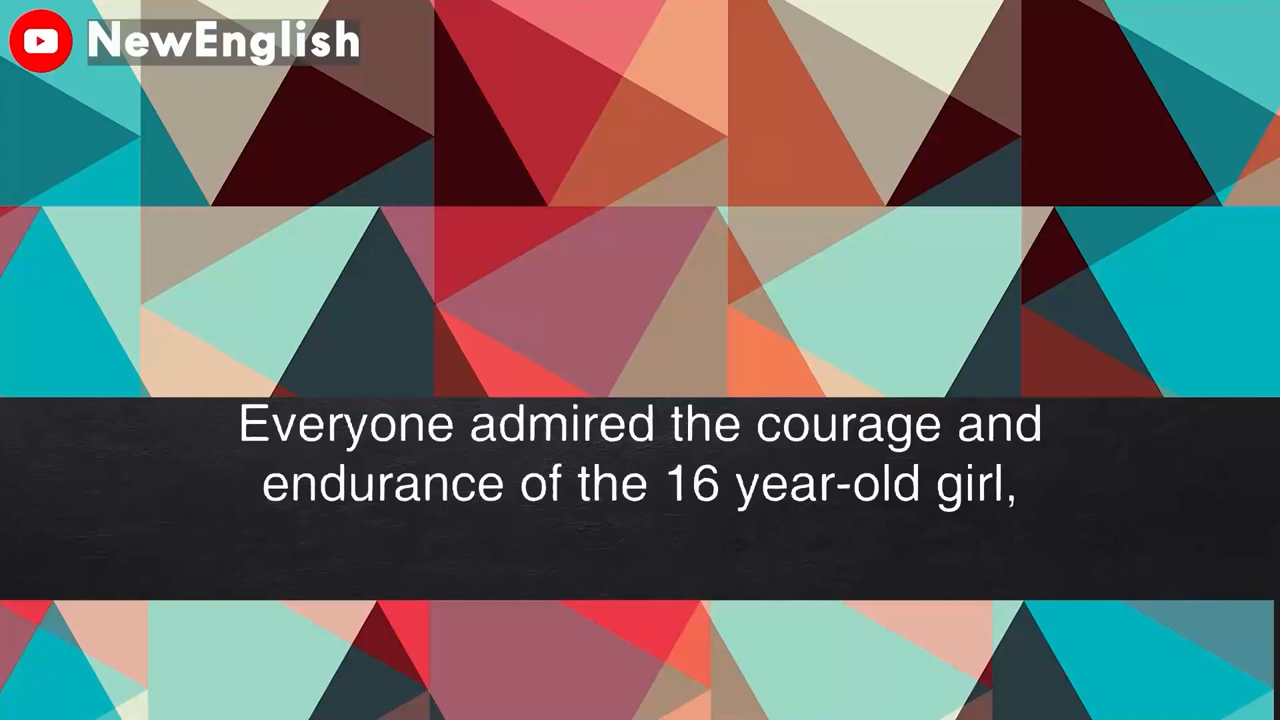 NewEnglish
Everyone admired the courage and
endurance of the 16 year-old girl,